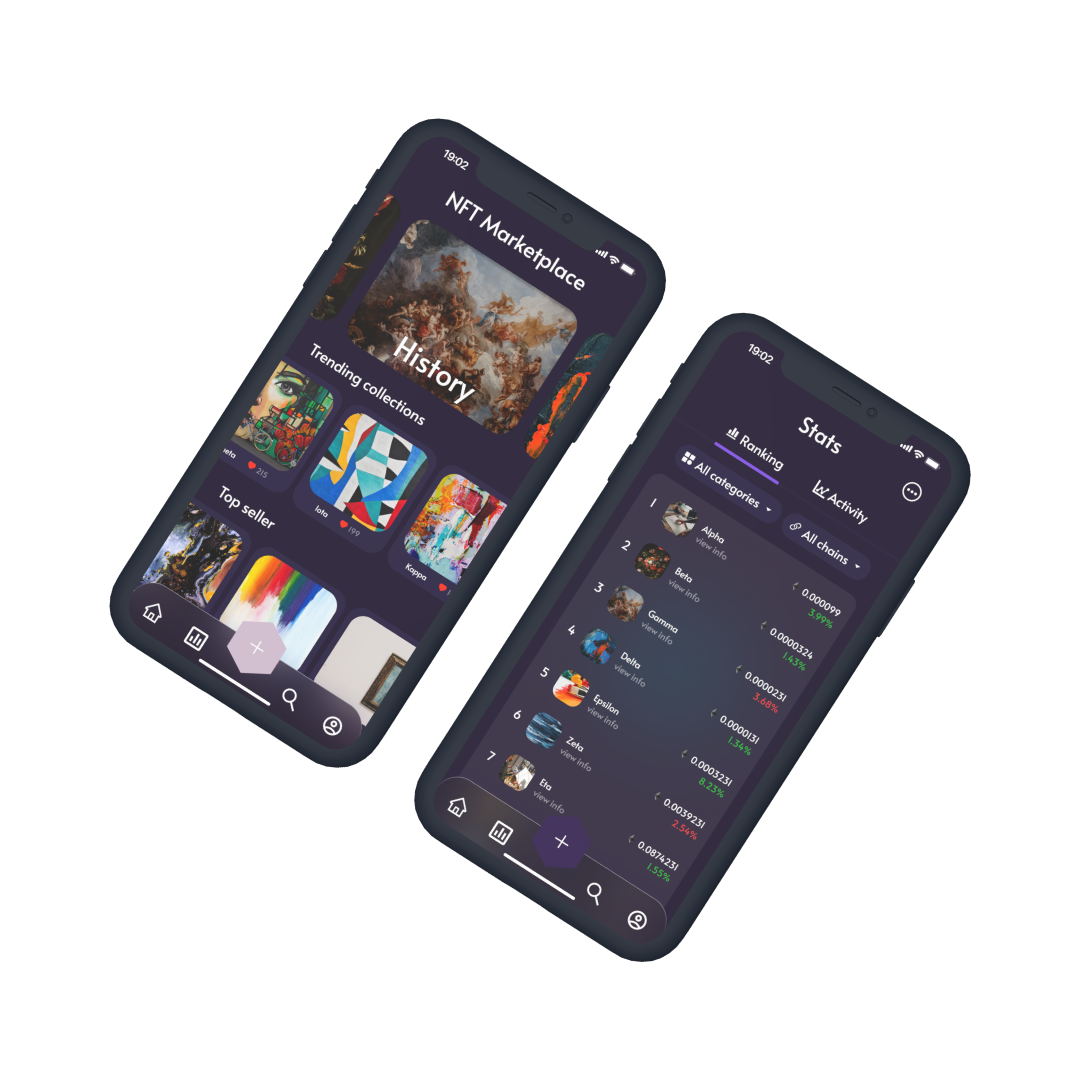 19:02
NFT Marketplace
History
Trending collections
eta
215
Iota
199
Kappa
Top seller
19:02
Stats
Ranking
Activity
All categories
All chains
1
Alpha
view info
0.000099
3.99%
2
Beta
view info
0.0000324
1.43%
3
Gamma
view info
0.0000231
3.68%
4
Delta
view info
0.0000131
1.34%
5
Epsilon
view info
0.0003231
8.23%
6
Zeta
view info
0.0039231
2.54%
7
Eta
view info
0.0874231
1.55%